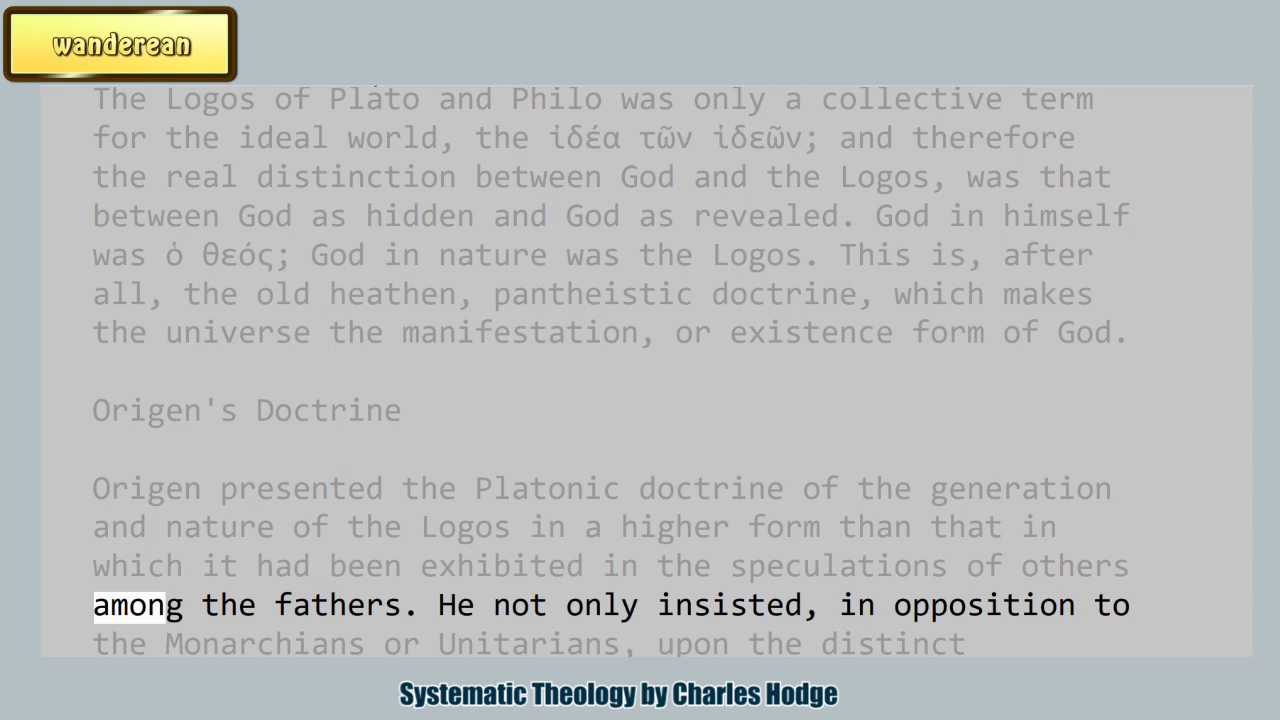 wanderean
The Logos of Plato and Philo was only a collective term
for the ideal world, the ἰδέα τῶν ἰδεῶν; and therefore
the real distinction between God and the Logos, was that
between God as hidden and God as revealed. God in himself
was ὁ θεός; God in nature was the Logos. This is, after
all, the old heathen, pantheistic doctrine, which makes
the universe the manifestation, or existence form of God.
Origen's Doctrine
Origen presented the Platonic doctrine of the generation
and nature of the Logos in a higher form than that in
which it had been exhibited in the speculations of others
among the fathers. He not only insisted, in opposition to
the Monarchians or Unitarians, upon the distinct
Systematic Theology by Charles Hodge